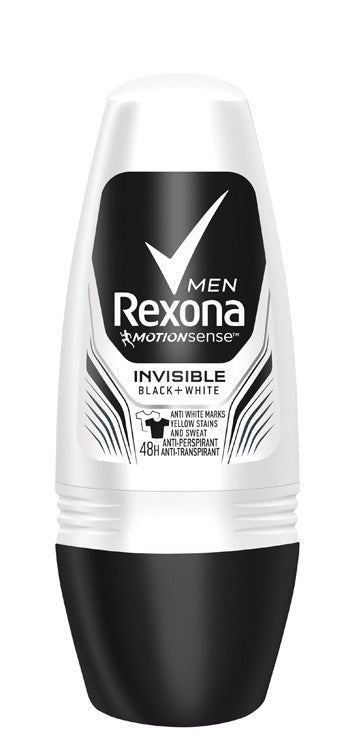 MEN
Rexona
MOTIONsense™
INVISIBLE
BLACK+WHITE
ANTI WHITE MARKS
YELLOW STAINS
AND SWEAT
48H ANTI-PERSPIRANT
ANTI-TRANSPIRANT